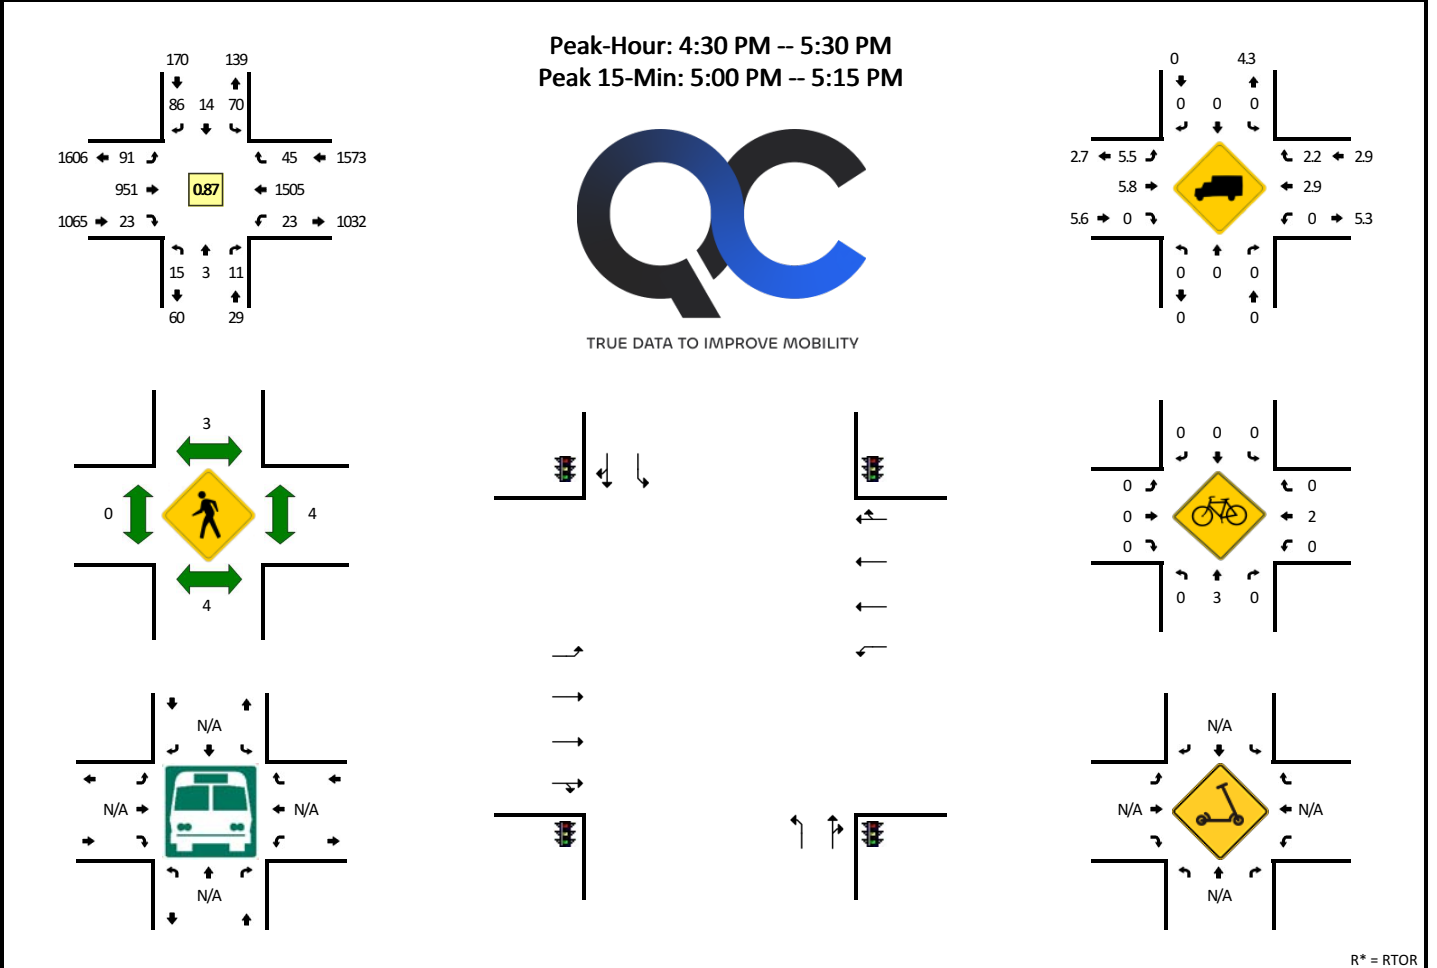 Peak-Hour: 4:30 PM -- 5:30 PM
Peak 15-Min: 5:00 PM -- 5:15 PM
170 139
86 14 70
1606 91 45 1573
951 0.87 1505
1065 23 23 1032
15 3 11
60 29
QC
TRUE DATA TO IMPROVE MOBILITY
0 4.3
0 0 0
2.7 5.5 2.2 2.9
5.8 2.9
5.6 0 0 5.3
0 0 0
0 0
3
0 4
4
0 0 0
0 0
0 2
0 0
0 3 0
N/A
N/A N/A
N/A
N/A
N/A N/A
N/A
R* = RTOR